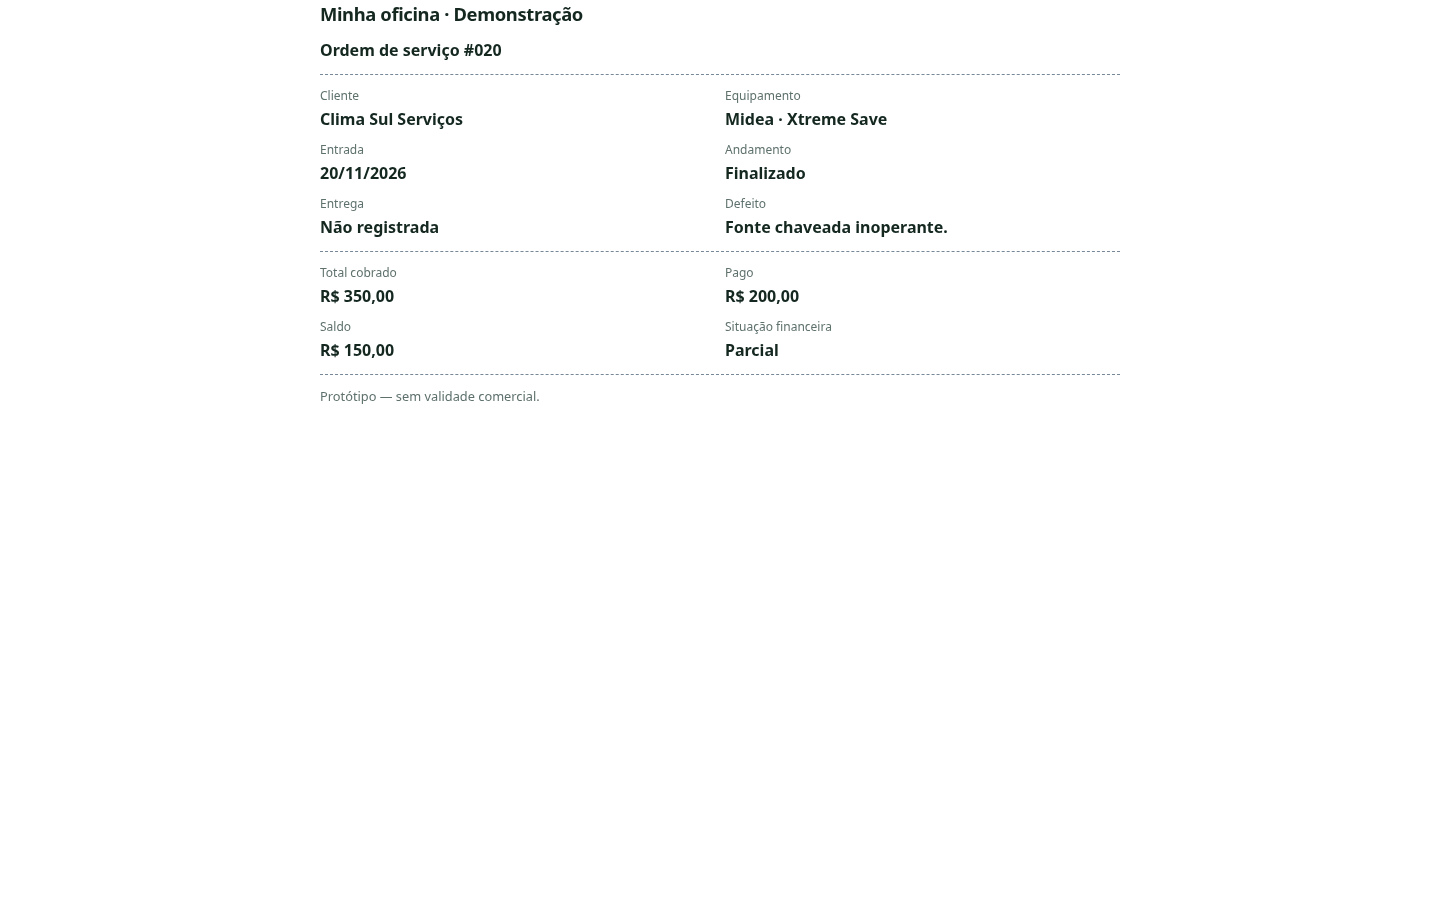 Minha oficina · Demonstração
Ordem de serviço #020
Cliente
Clima Sul Serviços
Equipamento
Midea · Xtreme Save
Entrada
20/11/2026
Andamento
Finalizado
Entrega
Não registrada
Defeito
Fonte chaveada inoperante.
Total cobrado
R$ 350,00
Pago
R$ 200,00
Saldo
R$ 150,00
Situação financeira
Parcial
Protótipo — sem validade comercial.